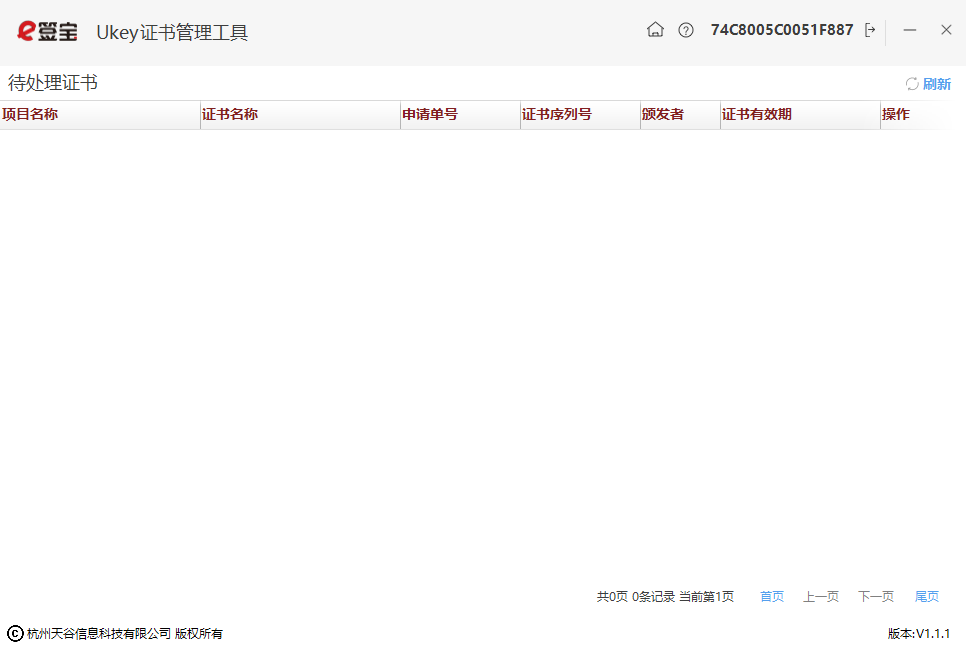 e签宝 Ukey证书管理工具 74C8005C0051F887
待处理证书 刷新
项目名称 证书名称 申请单号 证书序列号 颁发者 证书有效期 操作
共0页 0条记录 当前第1页 首页 上一页 下一页 尾页
©杭州天谷信息科技有限公司 版权所有 版本:V1.1.1